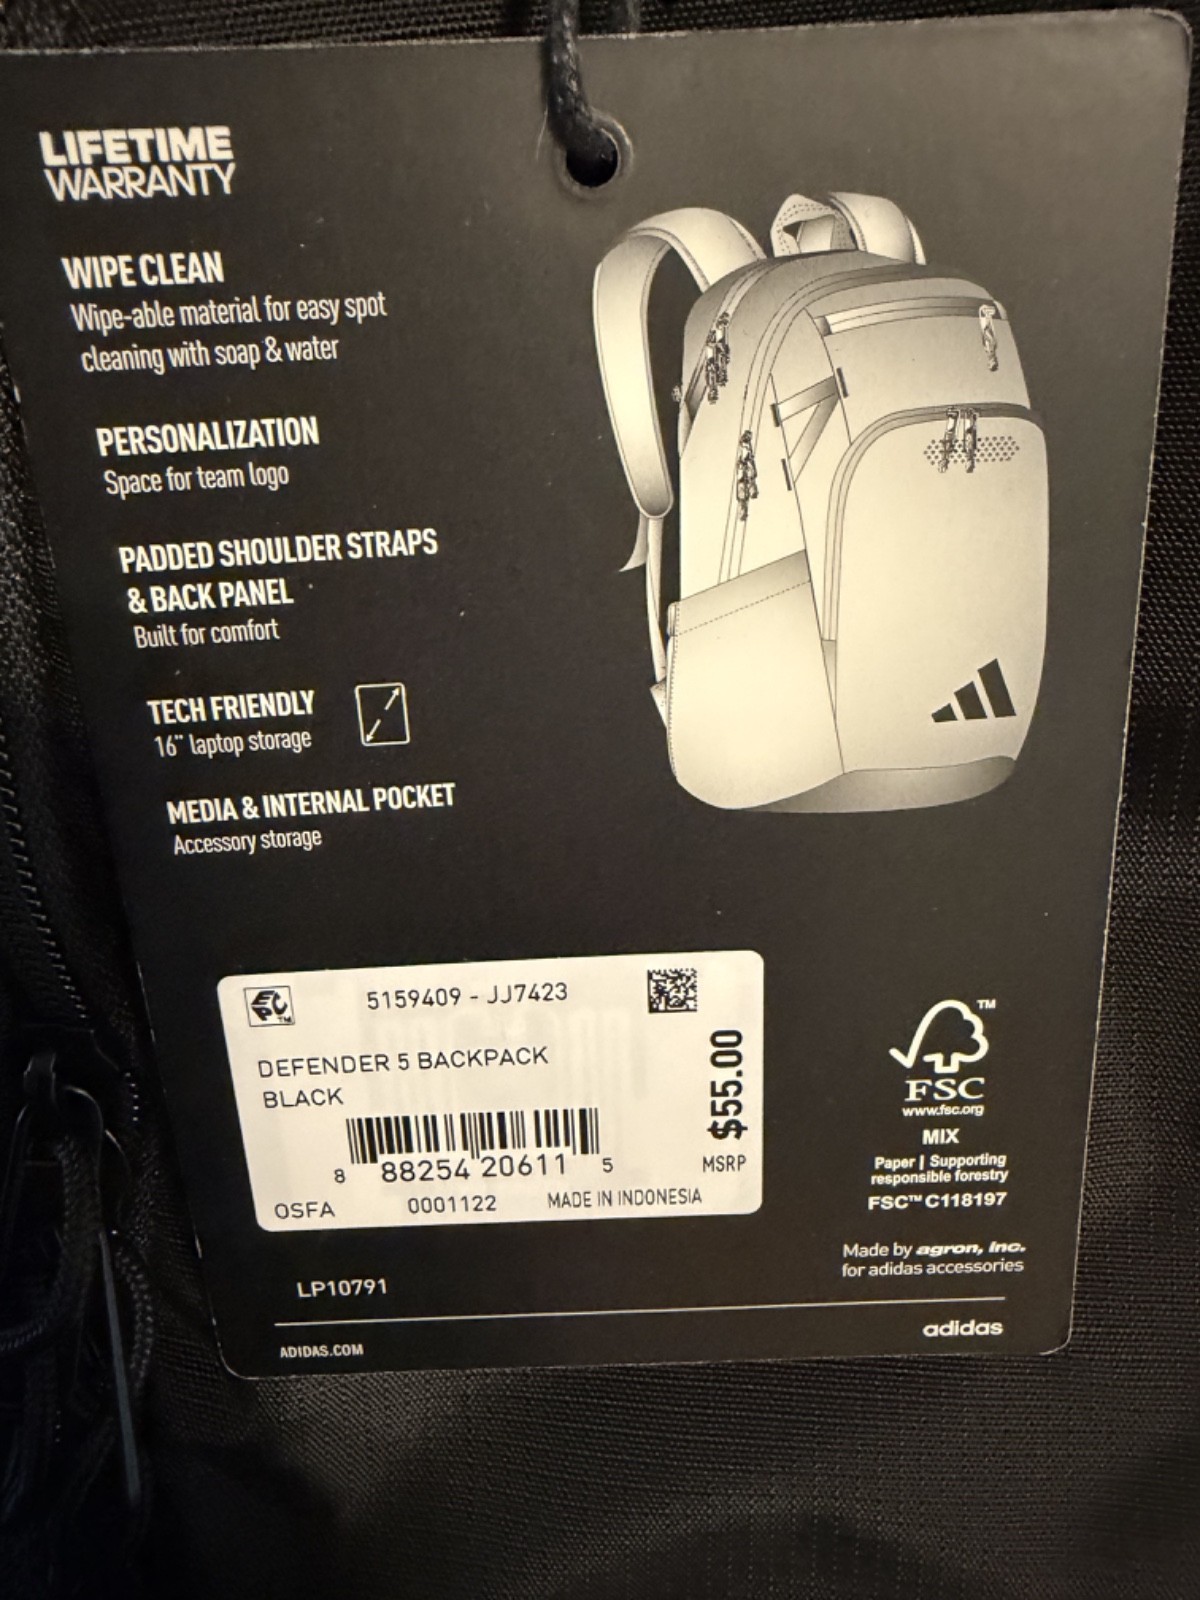 LIFETIME
WARRANTY
WIPE CLEAN
Wipe-able material for easy spot
cleaning with soap & water
PERSONALIZATION
Space for team logo
PADDED SHOULDER STRAPS
& BACK PANEL
Built for comfort
TECH FRIENDLY
16" laptop storage
MEDIA & INTERNAL POCKET
Accessory storage
EPC™
5159409 - JJ7423
DEFENDER 5 BACKPACK
BLACK
8 88254 20611 5
OSFA 0001122 MADE IN INDONESIA
$55.00
MSRP
™
FSC
www.fsc.org
MIX
Paper | Supporting
responsible forestry
FSC™ C118197
Made by agron, inc.
for adidas accessories
LP10791
adidas
ADIDAS.COM